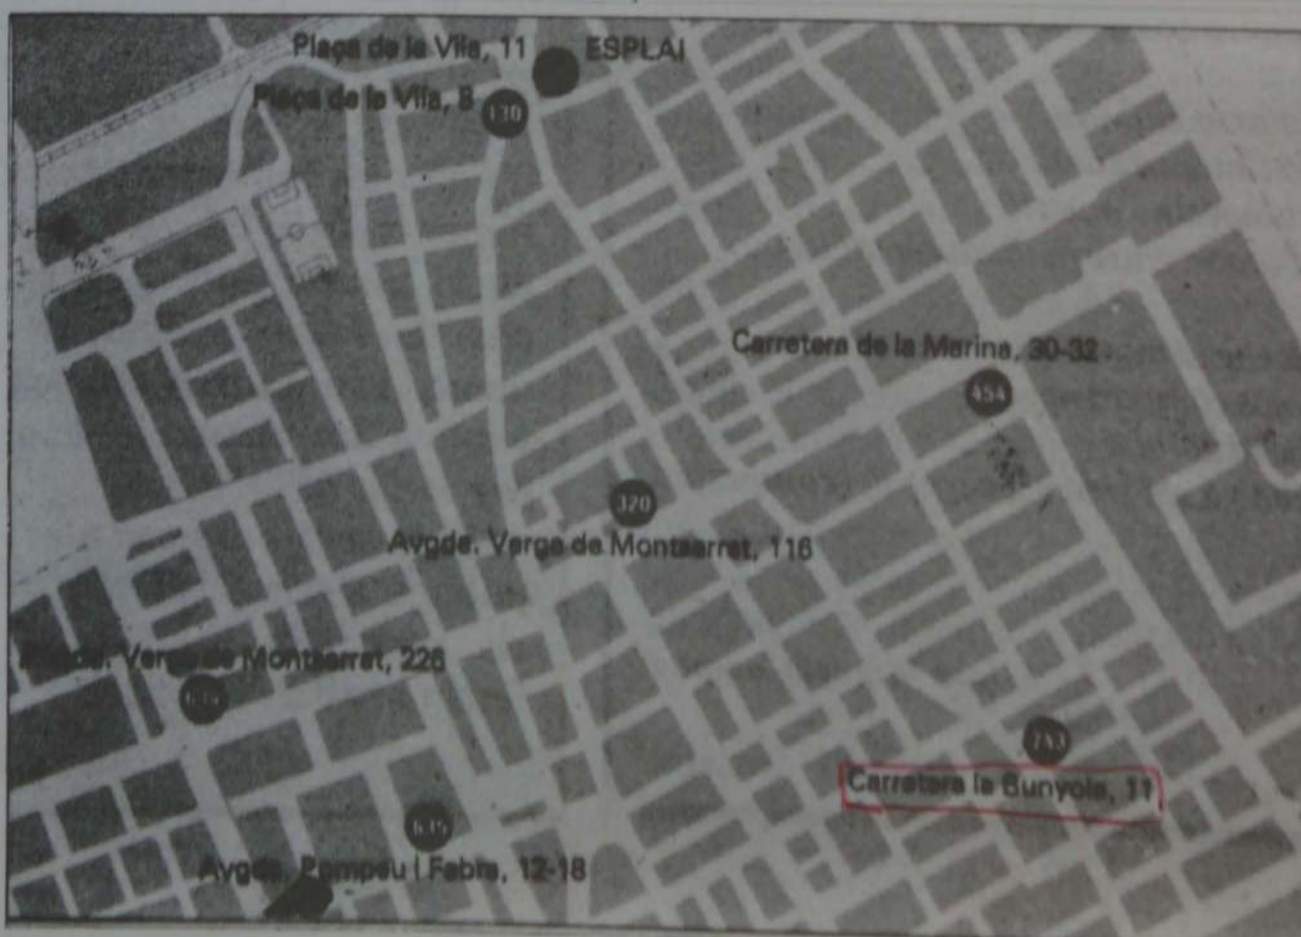 Plaça de la Vila, 11
ESPLAI
Plaça de la Vila, 8
130
Carretera de la Marina, 30-32
454
320
Avgda. Verge de Montserrat, 116
Verge de Montserrat, 226
Carretera la Bunyola, 11
635
Avgda. Pompeu i Fabra, 12-18